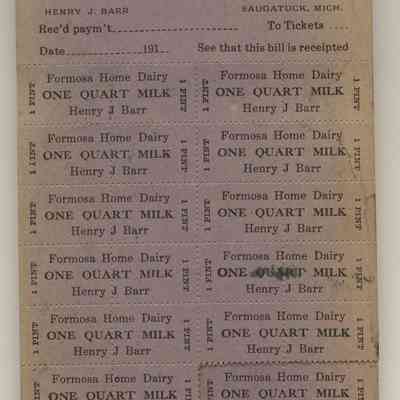 HENRY J. BARR SAUGATUCK, MICH.
Rec'd paym't To Tickets
Date 191 See that this bill is receipted
1 PINT Formosa Home Dairy 1 PINT Formosa Home Dairy 1 PINT
ONE QUART MILK ONE QUART MILK
Henry J Barr Henry J Barr
1 PINT Formosa Home Dairy 1 PINT 1 PINT Formosa Home Dairy 1 PINT
ONE QUART MILK ONE QUART MILK
Henry J Barr Henry J Barr
1 PINT Formosa Home Dairy 1 PINT 1 PINT Formosa Home Dairy 1 PINT
ONE QUART MILK ONE QUART MILK
Henry J Barr Henry J Barr
1 PINT Formosa Home Dairy 1 PINT 1 PINT Formosa Home Dairy 1 PINT
ONE QUART MILK ONE QUART MILK
Henry J Barr Henry J Barr
1 PINT Formosa Home Dairy 1 PINT 1 PINT Formosa Home Dairy 1 PINT
ONE QUART MILK ONE QUART MILK
Henry J Barr Henry J Barr
1 PINT Formosa Home Dairy 1 PINT 1 PINT Formosa Home Dairy 1 PINT
ONE QUART MILK ONE QUART MILK